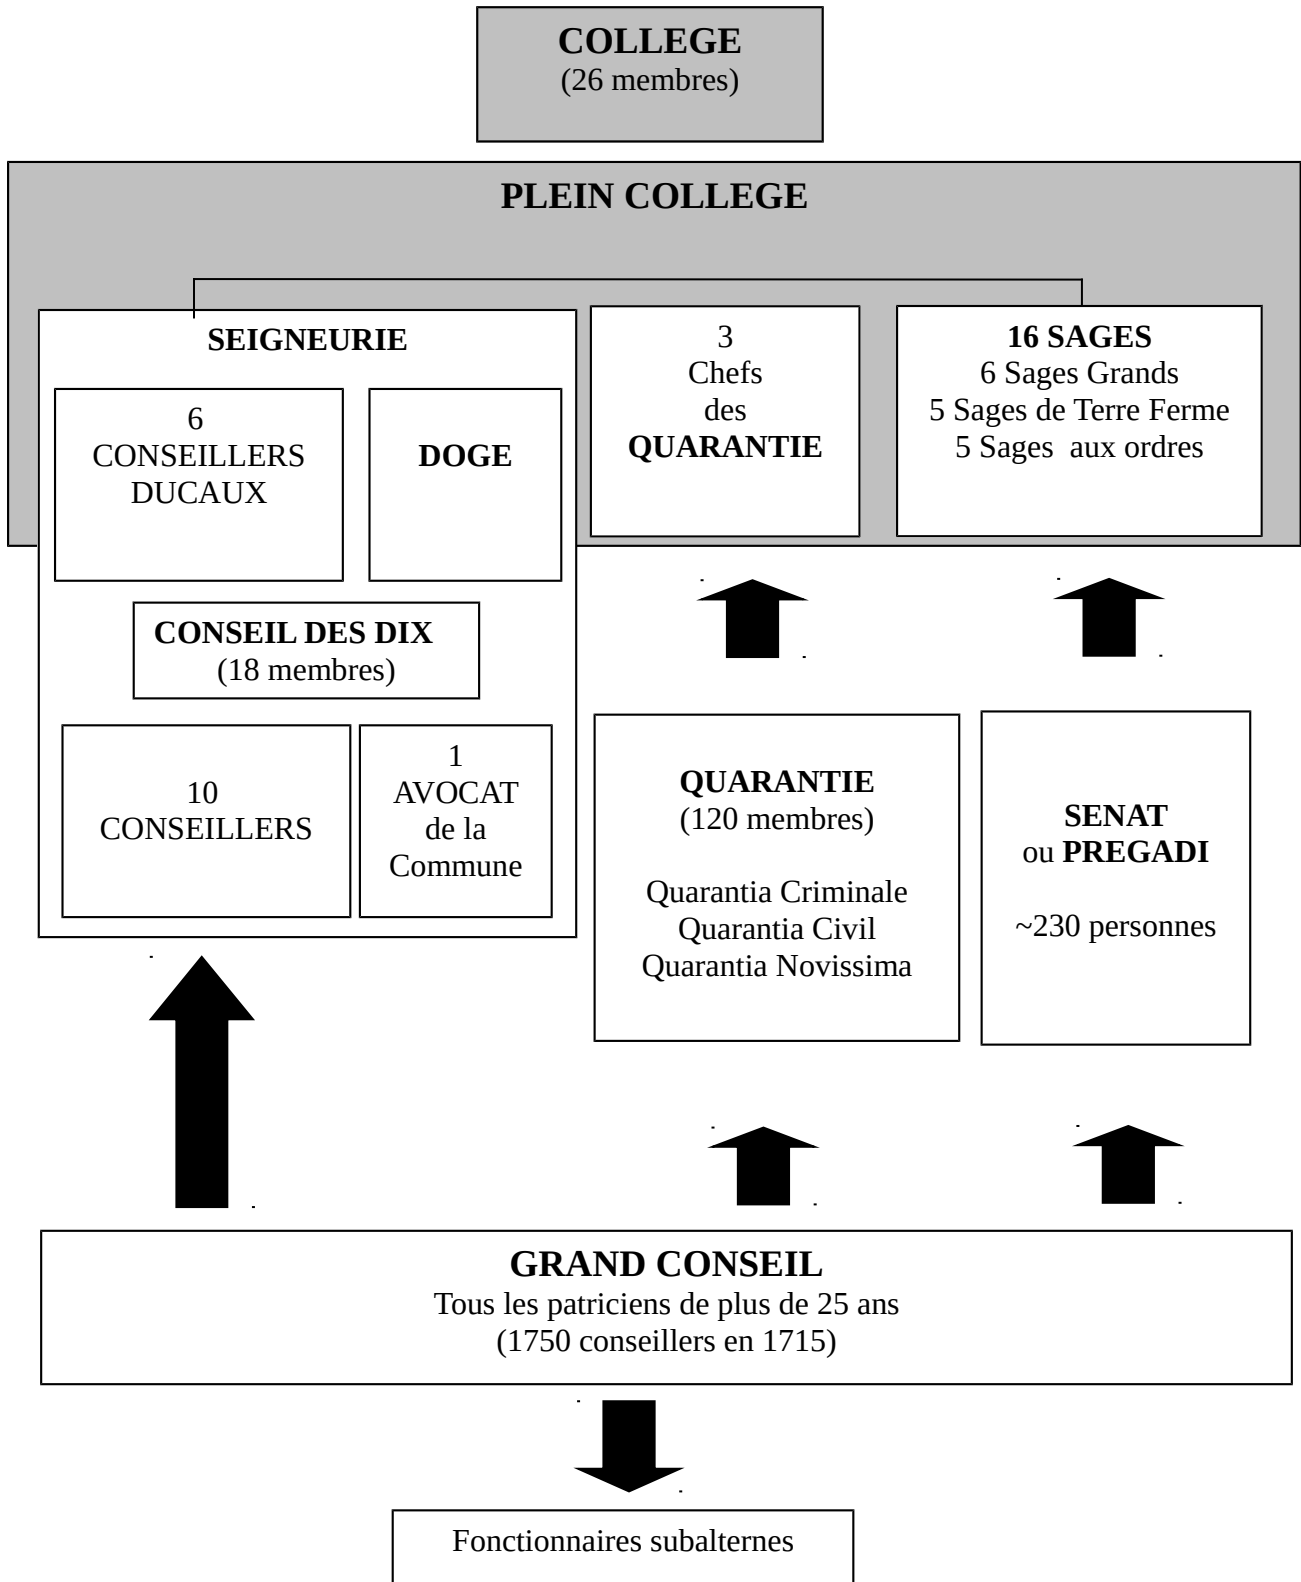 COLLEGE
(26 membres)
PLEIN COLLEGE
SEIGNEURIE
6
CONSEILLERS
DUCAUX
DOGE
3
Chefs
des
QUARANTIE
16 SAGES
6 Sages Grands
5 Sages de Terre Ferme
5 Sages aux ordres
CONSEIL DES DIX
(18 membres)
10
CONSEILLERS
1
AVOCAT
de la
Commune
QUARANTIE
(120 membres)
Quarantia Criminale
Quarantia Civil
Quarantia Novissima
SENAT
ou PREGADI
~230 personnes
GRAND CONSEIL
Tous les patriciens de plus de 25 ans
(1750 conseillers en 1715)
Fonctionnaires subalternes